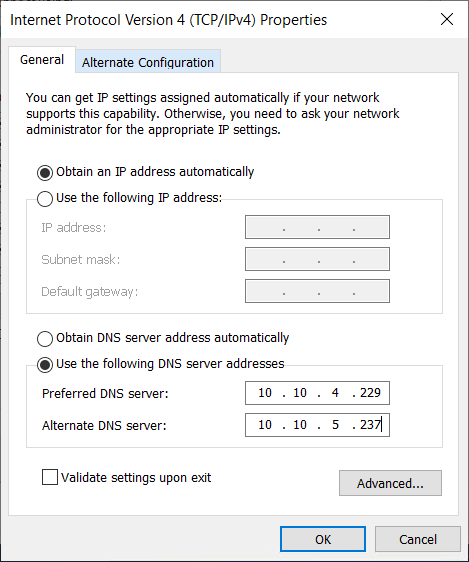 Internet Protocol Version 4 (TCP/IPv4) Properties
General
Alternate Configuration
You can get IP settings assigned automatically if your network
supports this capability. Otherwise, you need to ask your network
administrator for the appropriate IP settings.
Obtain an IP address automatically
Use the following IP address:
IP address:
. . .
Subnet mask:
. . .
Default gateway:
. . .
Obtain DNS server address automatically
Use the following DNS server addresses
Preferred DNS server:
10 . 10 . 4 . 229
Alternate DNS server:
10 . 10 . 5 . 237
Validate settings upon exit
Advanced...
OK
Cancel